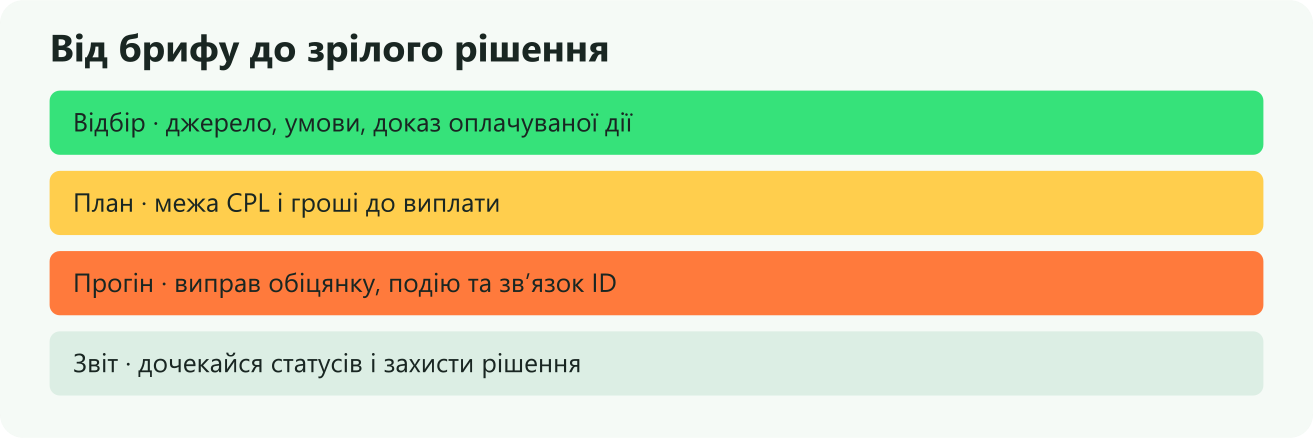 Від брифу до зрілого рішення
Відбір · джерело, умови, доказ оплачуваної дії
План · межа CPL і гроші до виплати
Прогін · виправ обіцянку, подію та зв’язок ID
Звіт · дочекайся статусів і захисти рішення